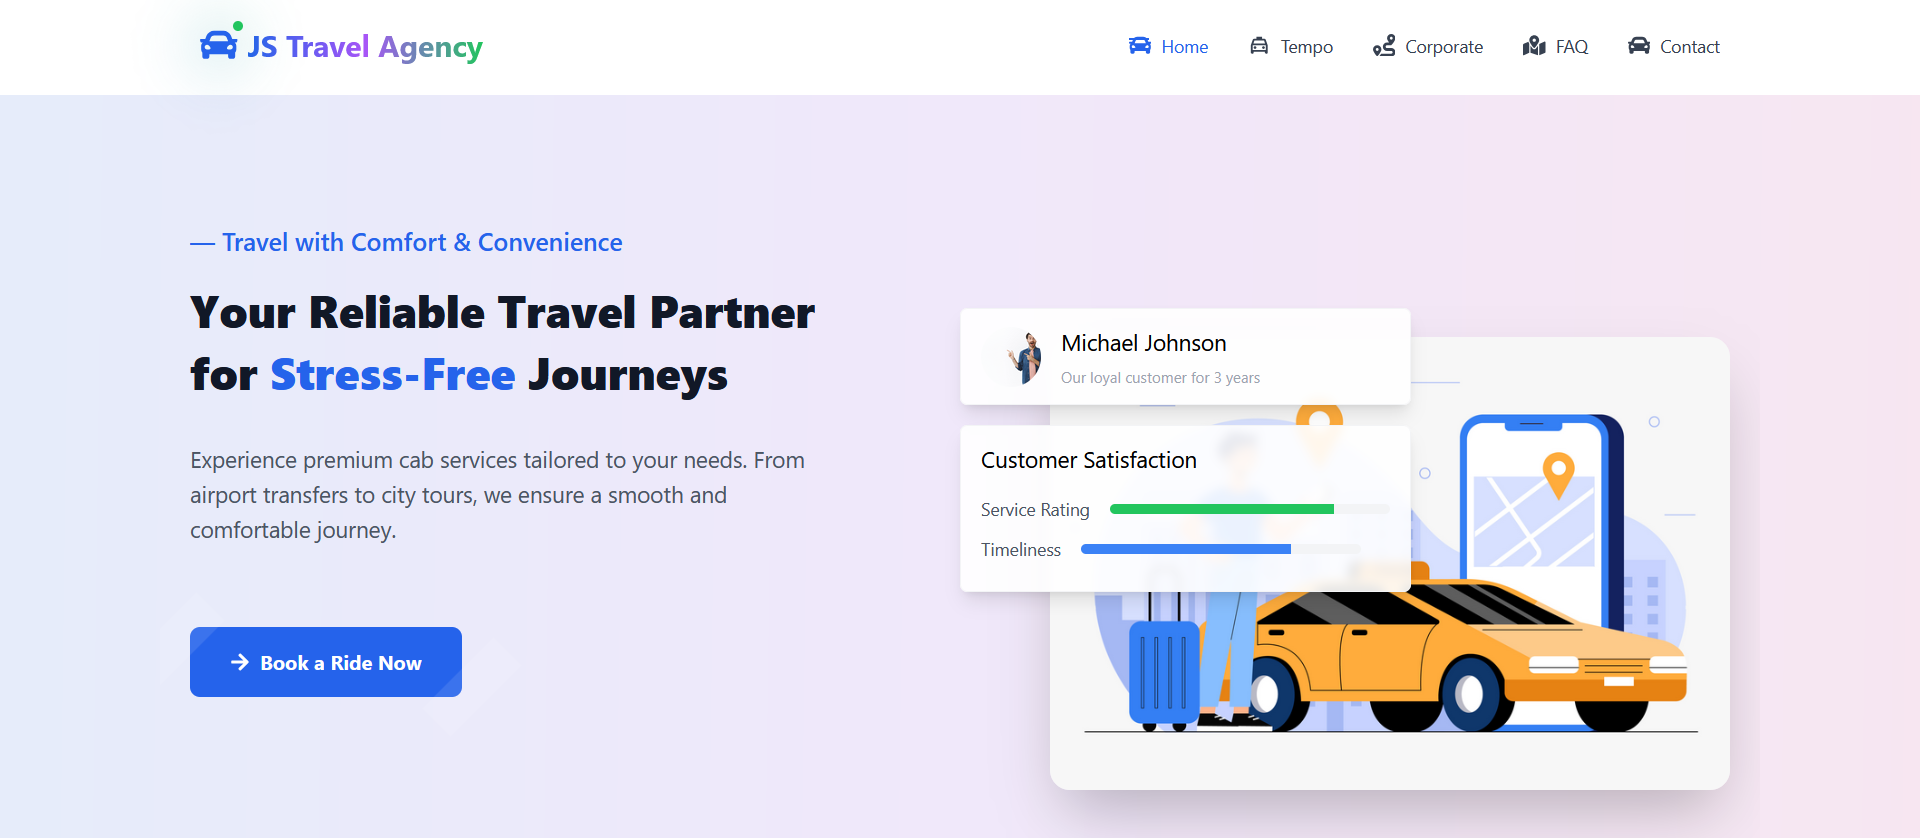 JS Travel Agency
Home
Tempo
Corporate
FAQ
Contact
— Travel with Comfort & Convenience
Your Reliable Travel Partner
for Stress-Free Journeys
Experience premium cab services tailored to your needs. From
airport transfers to city tours, we ensure a smooth and
comfortable journey.
Book a Ride Now
Michael Johnson
Our loyal customer for 3 years
Customer Satisfaction
Service Rating
Timeliness